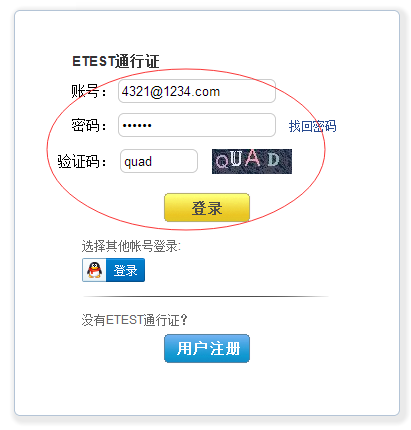 ETEST通行证
账号： 4321@1234.com
密码： •••••• 找回密码
验证码： quad QUAD
登录
选择其他帐号登录:
登录
没有ETEST通行证?
用户注册